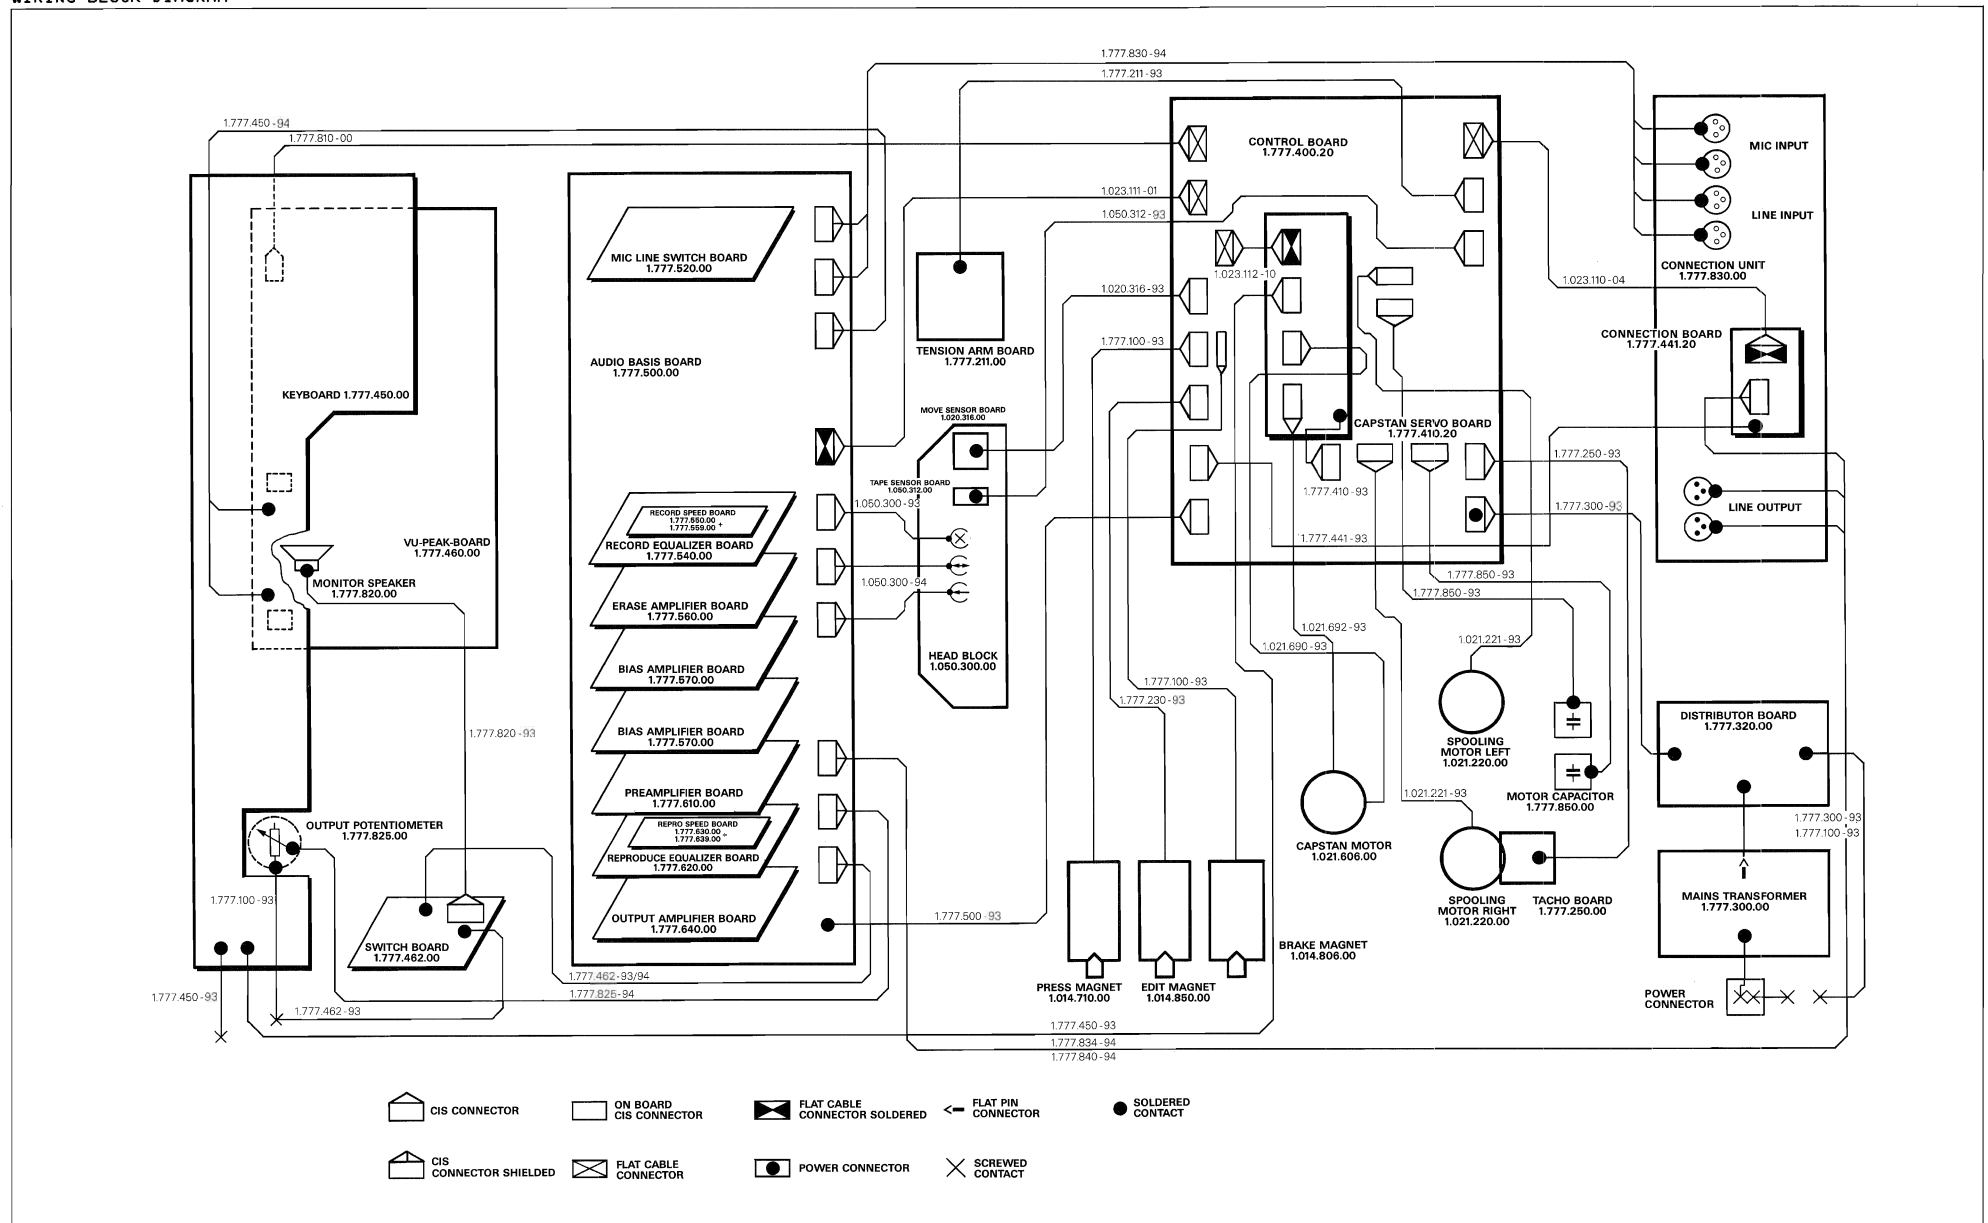 WIRING BLOCK DIAGRAM
1.777.830-94
1.777.211-93
1.777.450-94
1.777.810-00
CONTROL BOARD
1.777.400.20
MIC INPUT
LINE INPUT
CONNECTION UNIT
1.777.830.00
1.023.111-01
1.050.312-93
MIC LINE SWITCH BOARD
1.777.520.00
1.023.112-10
1.023.110-04
1.020.316-93
CONNECTION BOARD
1.777.441.20
1.777.100-93
TENSION ARM BOARD
1.777.211.00
AUDIO BASIS BOARD
1.777.500.00
KEYBOARD 1.777.450.00
MOVE SENSOR BOARD
1.020.316.00
CAPSTAN SERVO BOARD
1.777.410.20
1.777.250-93
TAPE SENSOR BOARD
1.050.312.00
1.777.410-93
1.050.300-93
1.777.300-93
LINE OUTPUT
RECORD SPEED BOARD
1.777.550.00
1.777.559.00 ÷
RECORD EQUALIZER BOARD
1.777.540.00
VU-PEAK-BOARD
1.777.460.00
1.777.441-93
1.777.850-93
1.777.850-93
MONITOR SPEAKER
1.777.820.00
1.050.300-94
ERASE AMPLIFIER BOARD
1.777.560.00
1.021.692-93
1.021.690-93
1.021.221-93
HEAD BLOCK
1.050.300.00
BIAS AMPLIFIER BOARD
1.777.570.00
1.777.100-93
1.777.230-93
1.777.820-93
BIAS AMPLIFIER BOARD
1.777.570.00
SPOOLING
MOTOR LEFT
1.021.220.00
DISTRIBUTOR BOARD
1.777.320.00
PREAMPLIFIER BOARD
1.777.610.00
1.021.221-93
MOTOR CAPACITOR
1.777.850.00
1.777.300-93
1.777.100-93
OUTPUT POTENTIOMETER
1.777.825.00
REPRO SPEED BOARD
1.777.630.00
1.777.639.00 ÷
REPRODUCE EQUALIZER BOARD
1.777.620.00
CAPSTAN MOTOR
1.021.606.00
1.777.100-93
SPOOLING
MOTOR RIGHT
1.021.220.00
TACHO BOARD
1.777.250.00
MAINS TRANSFORMER
1.777.300.00
OUTPUT AMPLIFIER BOARD
1.777.640.00
1.777.500-93
SWITCH BOARD
1.777.462.00
BRAKE MAGNET
1.014.806.00
1.777.462-93/94
1.777.825-94
PRESS MAGNET
1.014.710.00
EDIT MAGNET
1.014.850.00
POWER
CONNECTOR
1.777.450-93
1.777.462-93
1.777.450-93
1.777.834-94
1.777.840-94
CIS CONNECTOR
ON BOARD
CIS CONNECTOR
FLAT CABLE
CONNECTOR SOLDERED
FLAT PIN
CONNECTOR
SOLDERED
CONTACT
CIS
CONNECTOR SHIELDED
FLAT CABLE
CONNECTOR
POWER CONNECTOR
SCREWED
CONTACT